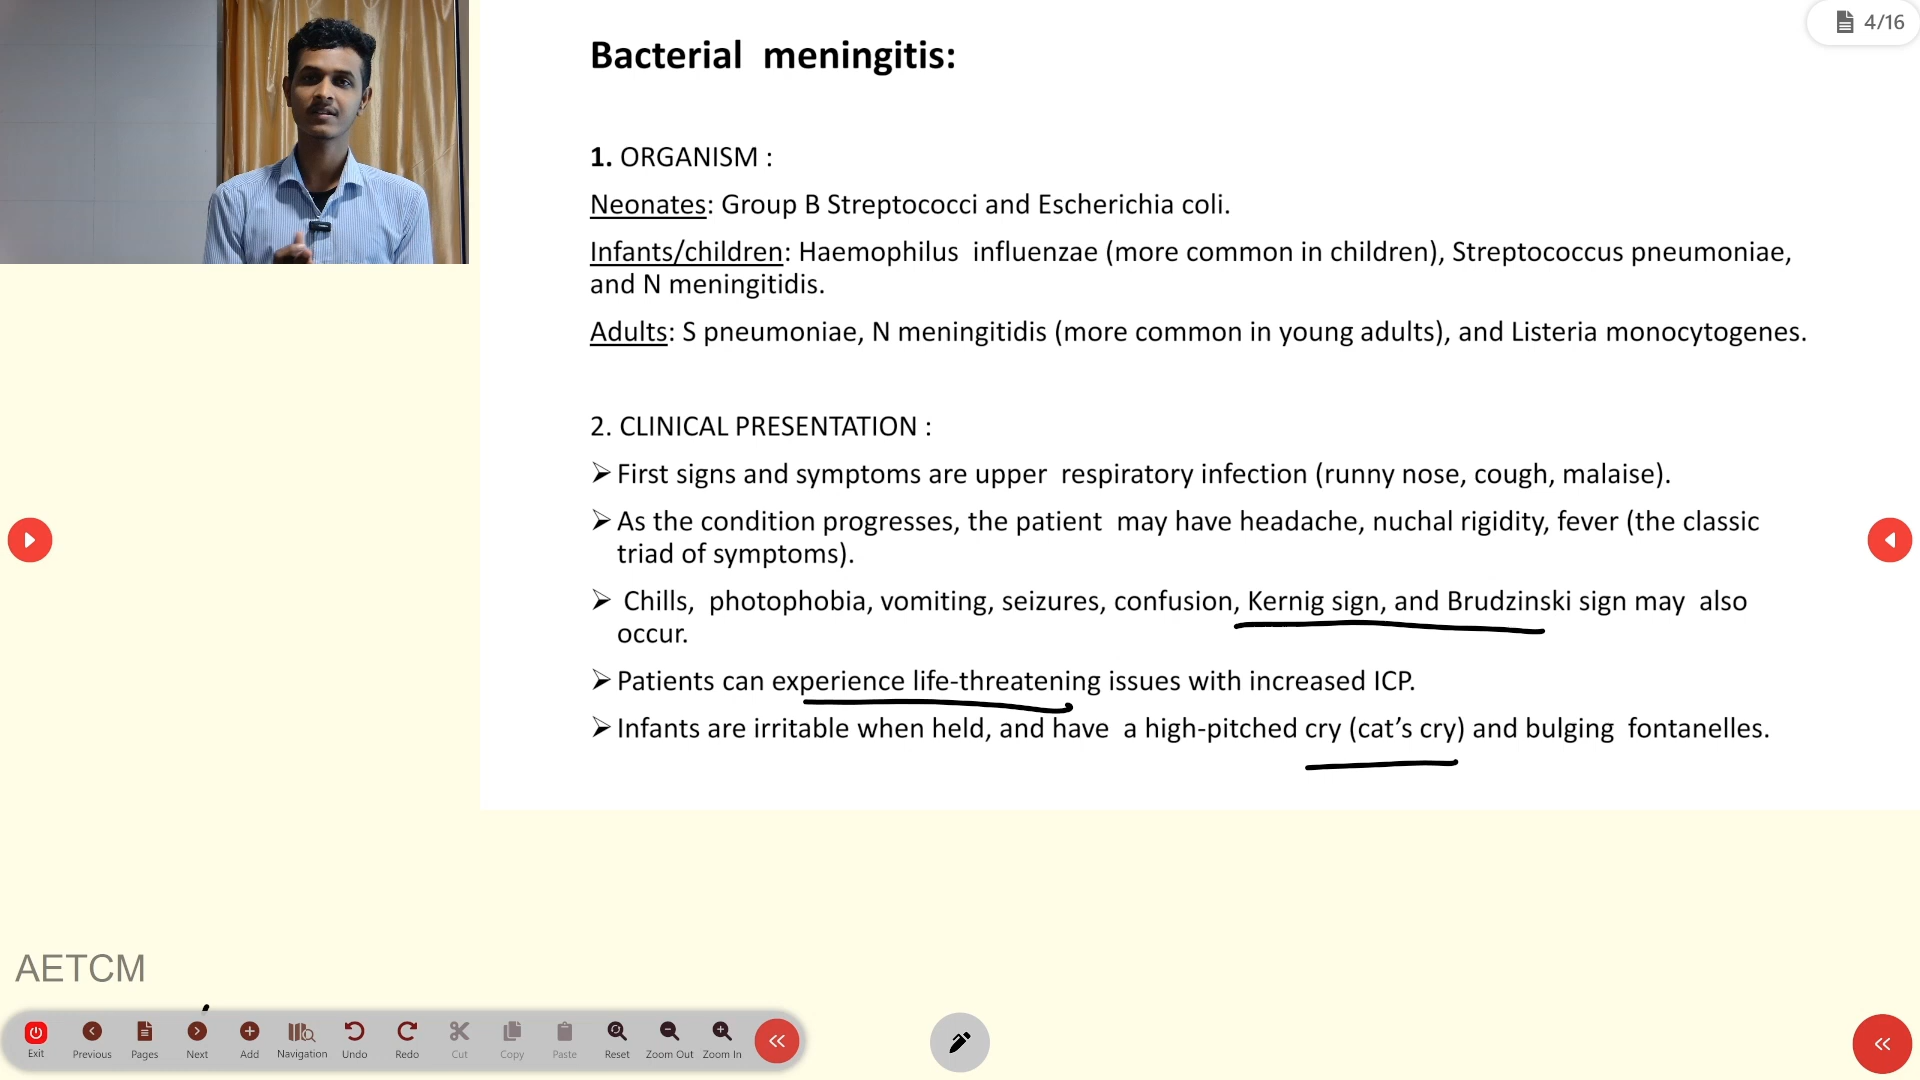 4/16
Bacterial meningitis:
1. ORGANISM :
Neonates: Group B Streptococci and Escherichia coli.
Infants/children: Haemophilus influenzae (more common in children), Streptococcus pneumoniae,
and N meningitidis.
Adults: S pneumoniae, N meningitidis (more common in young adults), and Listeria monocytogenes.
2. CLINICAL PRESENTATION :
➢ First signs and symptoms are upper respiratory infection (runny nose, cough, malaise).
➢ As the condition progresses, the patient may have headache, nuchal rigidity, fever (the classic
triad of symptoms).
➢ Chills, photophobia, vomiting, seizures, confusion, Kernig sign, and Brudzinski sign may also
occur.
➢ Patients can experience life-threatening issues with increased ICP.
➢ Infants are irritable when held, and have a high-pitched cry (cat’s cry) and bulging fontanelles.
AETCM
Exit Previous Pages Next Add Navigation Undo Redo Cut Copy Paste Reset Zoom Out Zoom In